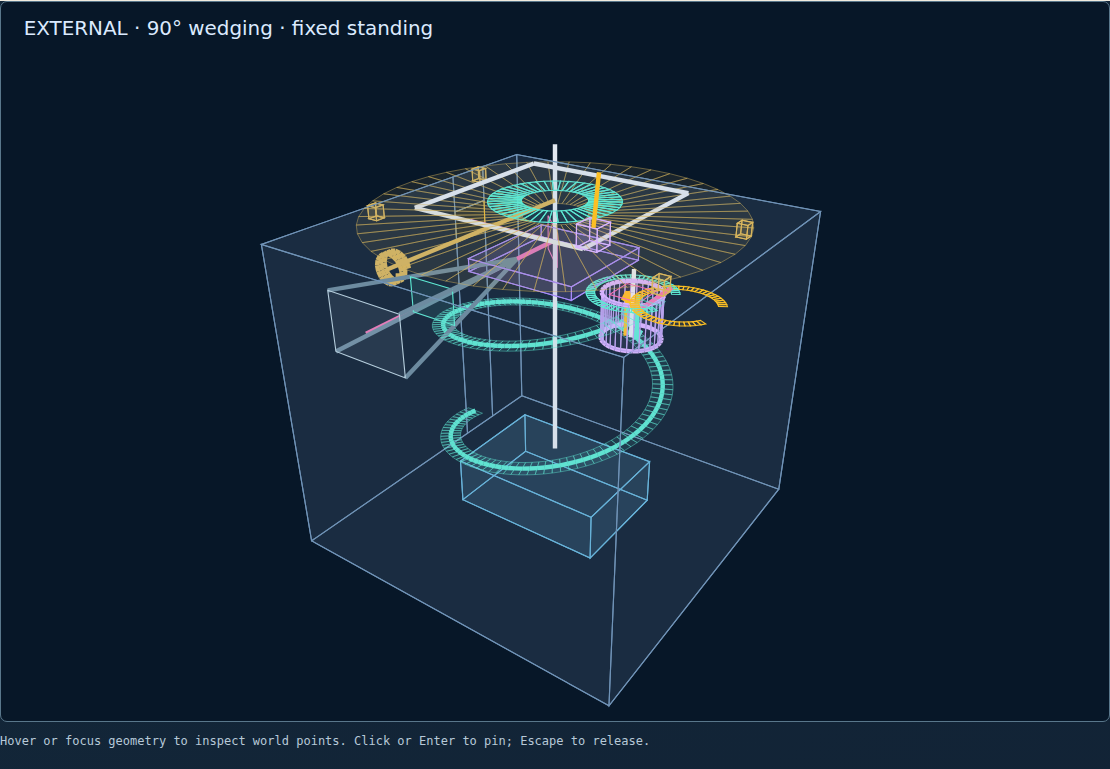 EXTERNAL · 90° wedging · fixed standing
Hover or focus geometry to inspect world points. Click or Enter to pin; Escape to release.